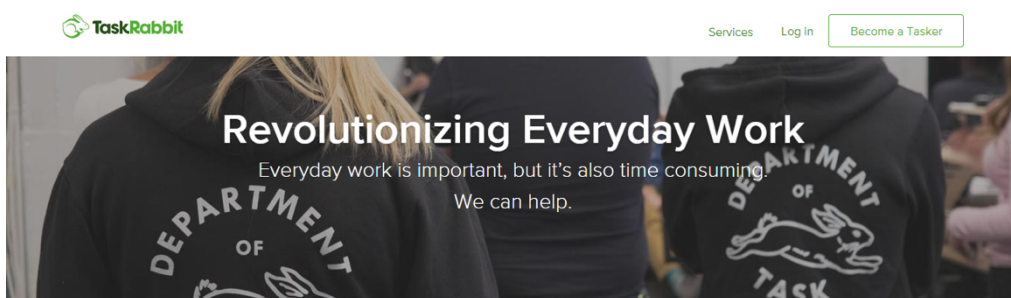 TaskRabbit
Services
Log In
Become a Tasker
Revolutionizing Everyday Work
Everyday work is important, but it's also time consuming.
We can help.
DEPARTMENT
OF
DEPARTMENT
OF
TASK